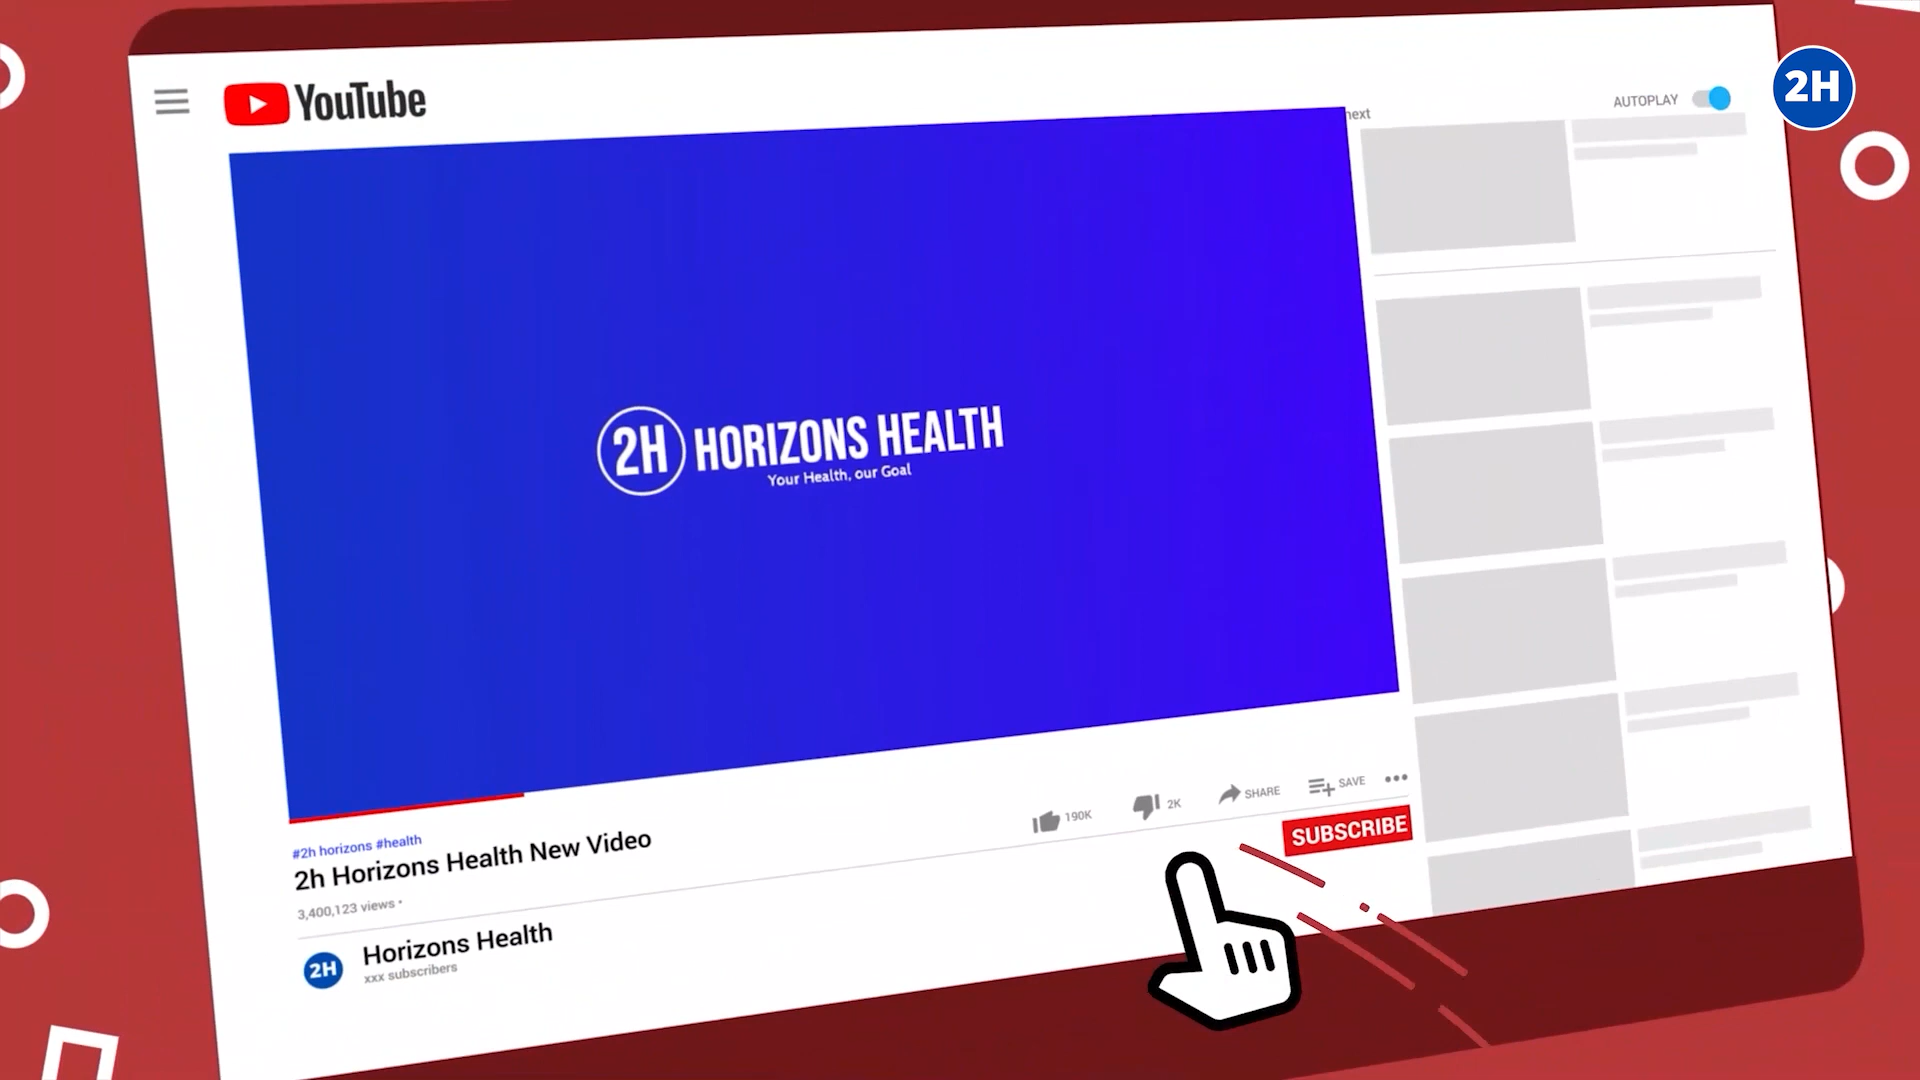 YouTube
next
AUTOPLAY
2H
2H HORIZONS HEALTH
Your Health, our Goal
#2h horizons #health
2h Horizons Health New Video
3,400,123 views •
190K
2K
SHARE
SAVE
SUBSCRIBE
2H
Horizons Health
xxx subscribers